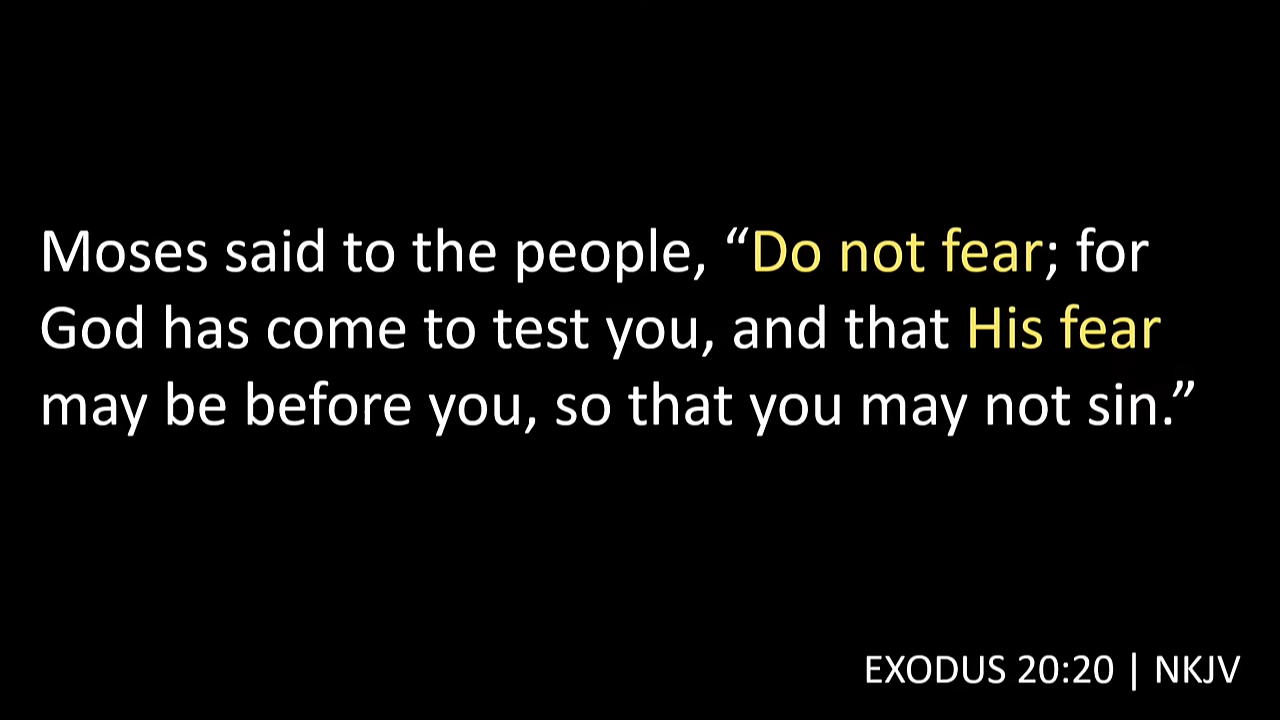 Moses said to the people, “Do not fear; for
God has come to test you, and that His fear
may be before you, so that you may not sin.”
EXODUS 20:20 | NKJV